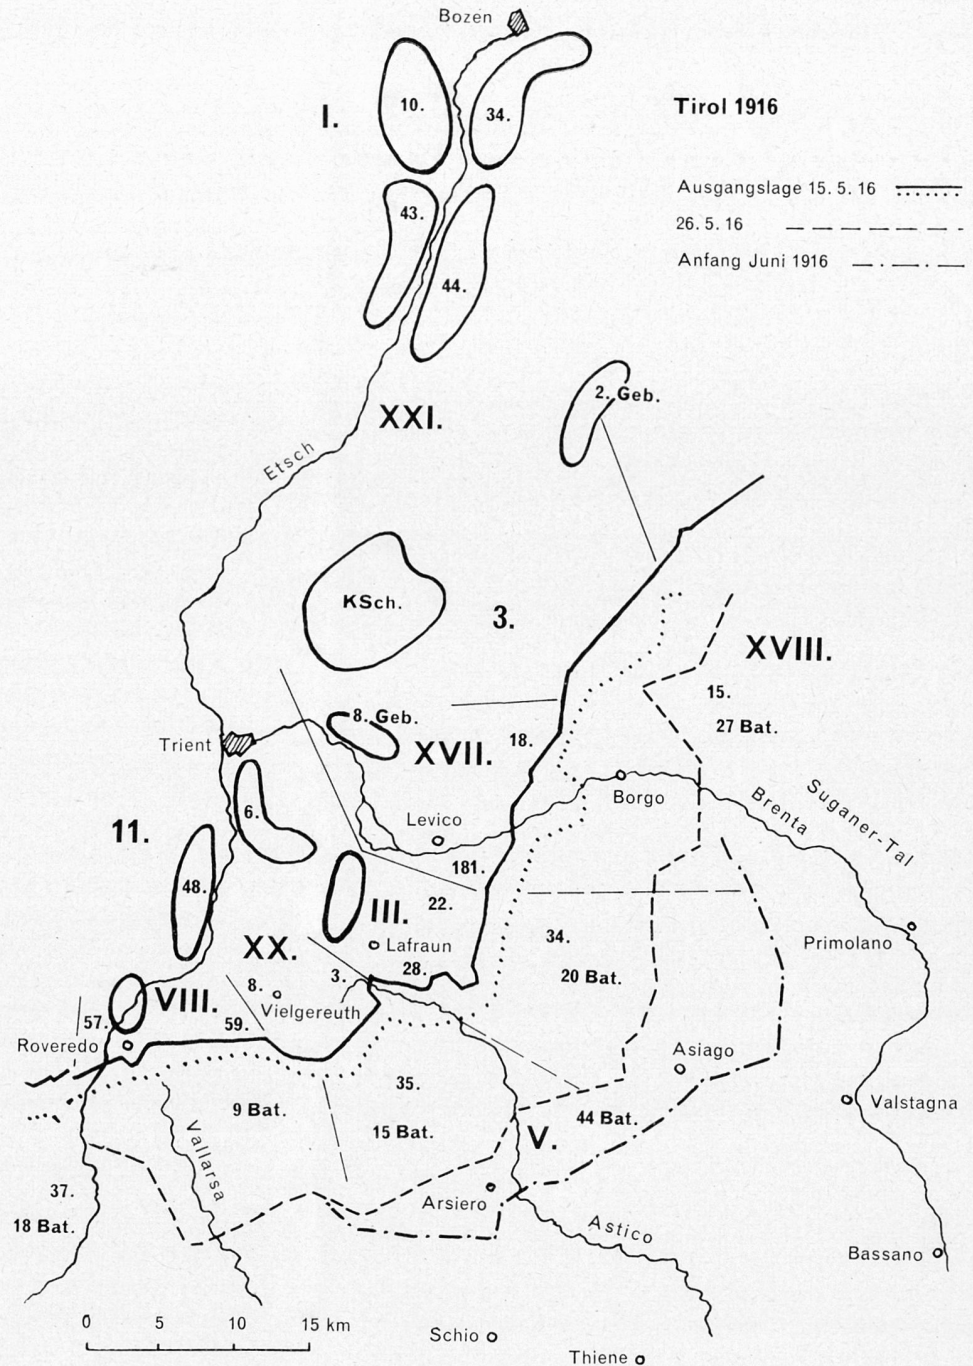 Bozen
I.
10.
34.
Tirol 1916
Ausgangslage 15.5.16
26.5.16
Anfang Juni 1916
43.
44.
2. Geb.
XXI.
Etsch
KSch.
3.
XVIII.
15.
27 Bat.
8. Geb.
Trient
XVII.
18.
Borgo
Brenta
Suganer-Tal
Levico
6.
11.
181.
48.
III.
22.
XX.
Lafraun
34.
Primolano
28.
3.
20 Bat.
8.
Vielgereuth
VIII.
57.
59.
Roveredo
Asiago
35.
Valstagna
9 Bat.
15 Bat.
44 Bat.
V.
Vallarsa
37.
18 Bat.
Arsiero
Astico
Bassano
0 5 10 15 km
Schio
Thiene